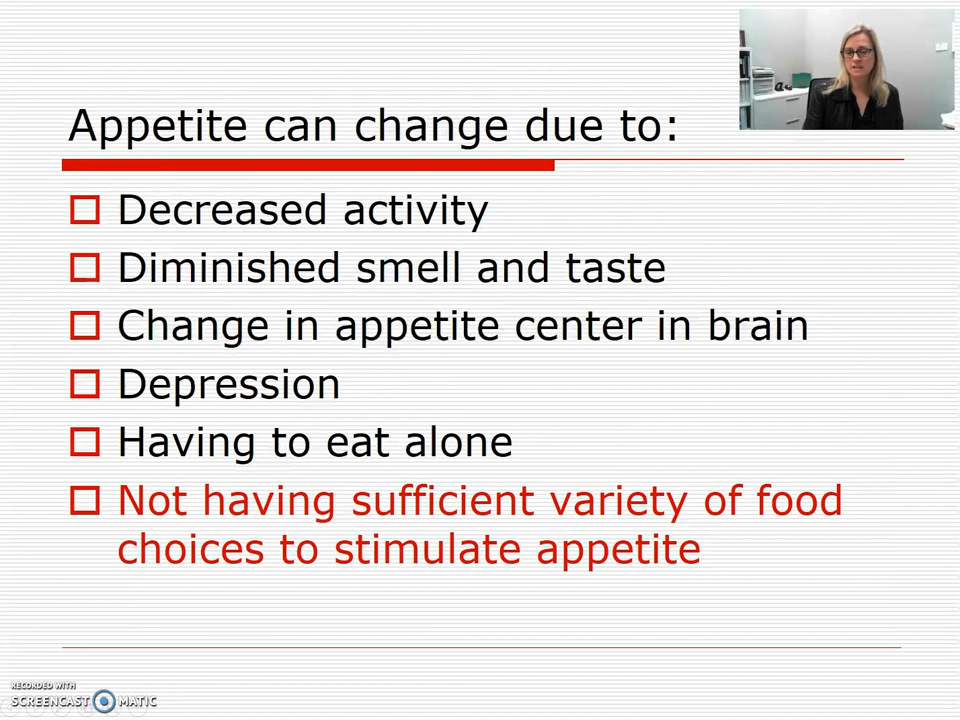 Appetite can change due to:
Decreased activity
Diminished smell and taste
Change in appetite center in brain
Depression
Having to eat alone
Not having sufficient variety of food
choices to stimulate appetite
RECORDED WITH
SCREENCAST MATIC